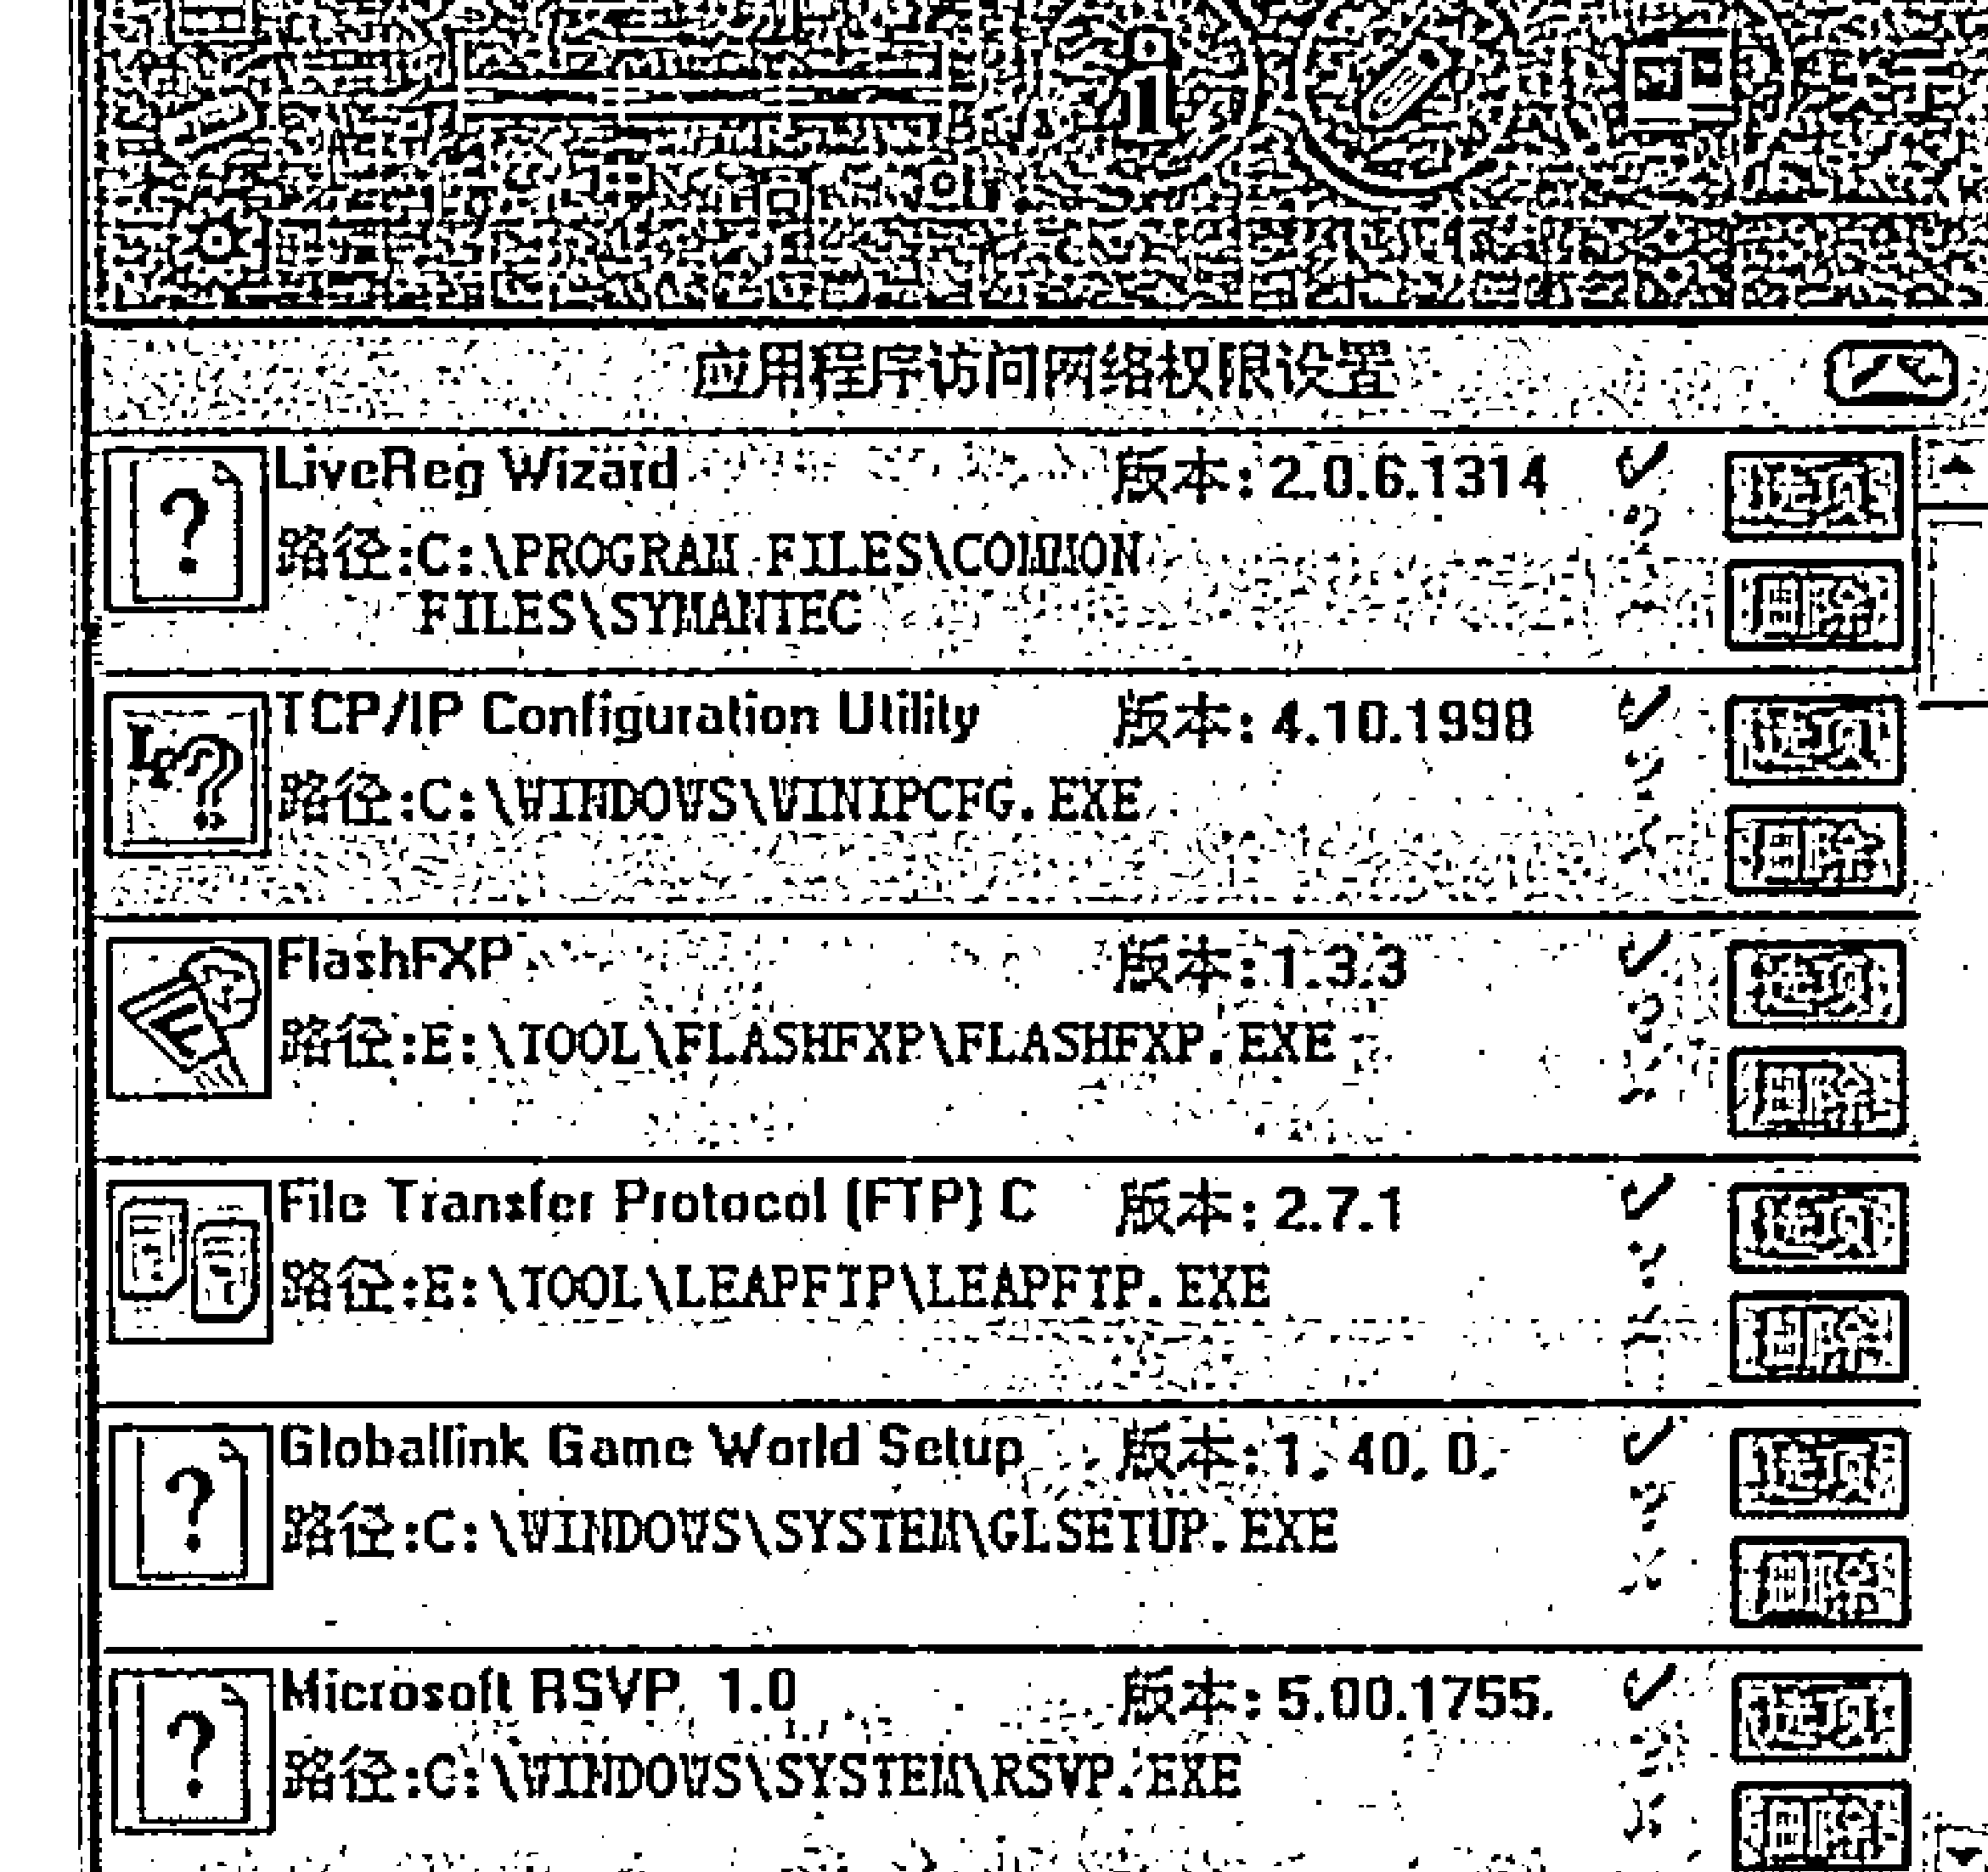 应用程序访问网络权限设置
LiveReg Wizard 版本: 2.0.6.1314
选项
路径:C:\PROGRAM FILES\COMMON
FILES\SYMANTEC
删除
TCP/IP Configuration Utility 版本: 4.10.1998
选项
路径:C:\WINDOWS\WINIPCFG.EXE
删除
FlashFXP 版本: 1.3.3
选项
路径:E:\TOOL\FLASHFXP\FLASHFXP.EXE
删除
File Transfer Protocol (FTP) C 版本: 2.7.1
选项
路径:E:\TOOL\LEAPFTP\LEAPFTP.EXE
删除
Globallink Game World Setup 版本: 1, 40, 0,
选项
路径:C:\WINDOWS\SYSTEM\GLSETUP.EXE
删除
Microsoft RSVP 1.0 版本: 5.00.1755.
选项
路径:C:\WINDOWS\SYSTEM\RSVP.EXE
删除